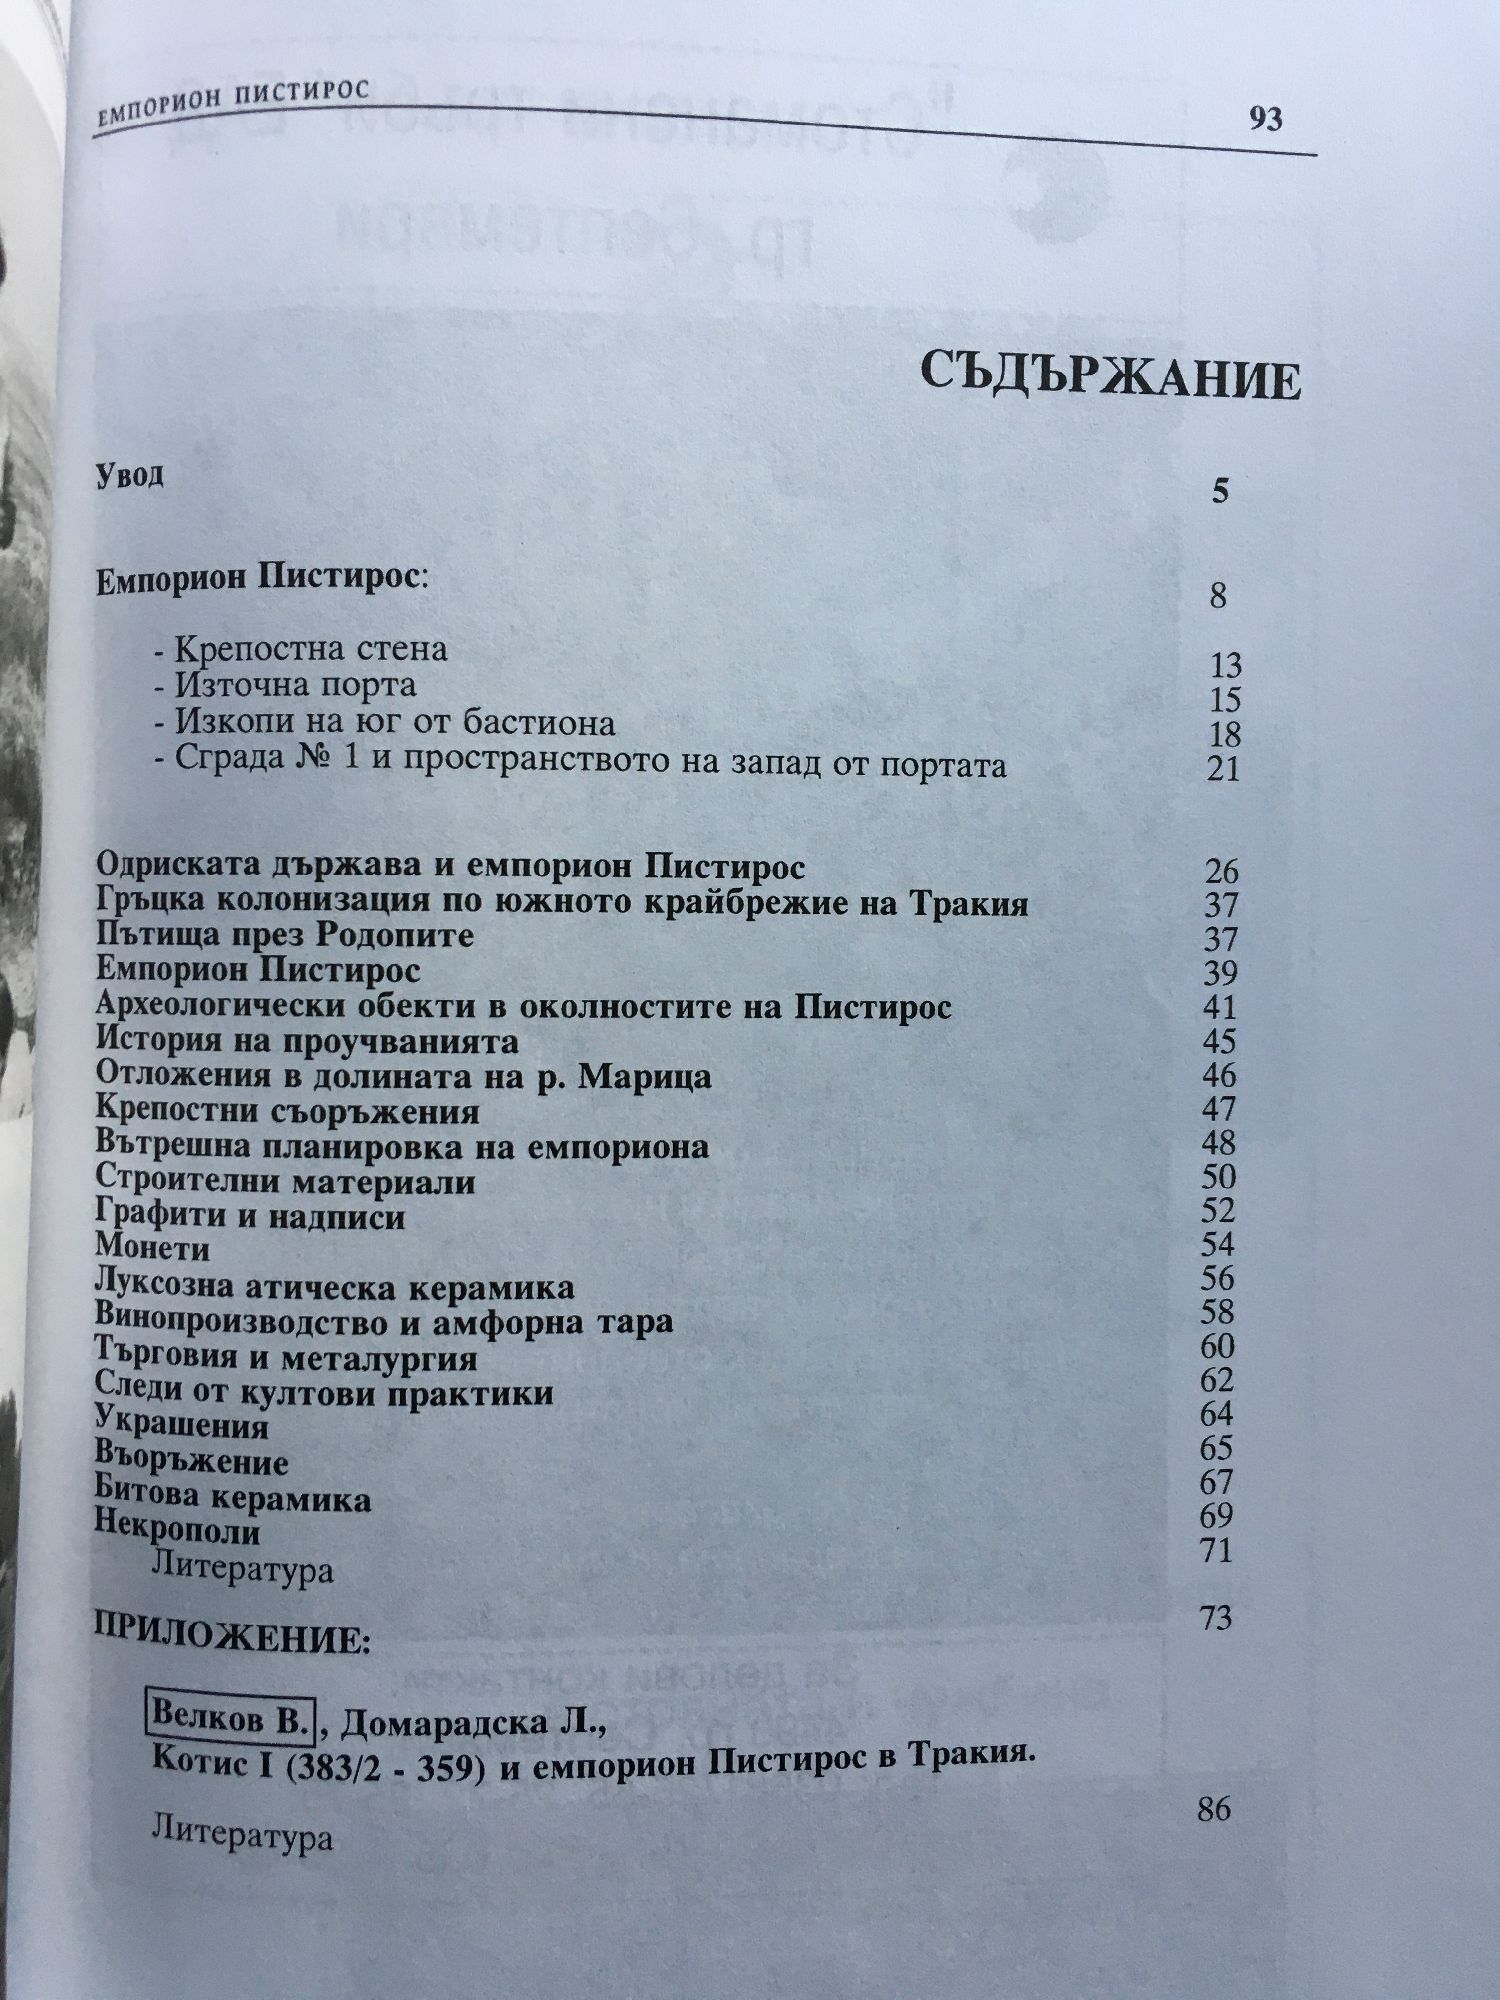 ЕМПОРИОН ПИСТИРОС 93
СЪДЪРЖАНИЕ
Увод 5
Емпорион Пистирос: 8
- Крепостна стена 13
- Източна порта 15
- Изкопи на юг от бастиона 18
- Сграда № 1 и пространството на запад от портата 21
Одриската държава и емпорион Пистирос 26
Гръцка колонизация по южното крайбрежие на Тракия 37
Пътища през Родопите 37
Емпорион Пистирос 39
Археологически обекти в околностите на Пистирос 41
История на проучванията 45
Отложения в долината на р. Марица 46
Крепостни съоръжения 47
Вътрешна планировка на емпориона 48
Строителни материали 50
Графити и надписи 52
Монети 54
Луксозна атическа керамика 56
Винопроизводство и амфорна тара 58
Търговия и металургия 60
Следи от култови практики 62
Украшения 64
Въоръжение 65
Битова керамика 67
Некрополи 69
Литература 71
ПРИЛОЖЕНИЕ: 73
Велков В., Домарадска Л.,
Котис I (383/2 - 359) и емпорион Пистирос в Тракия.
Литература 86